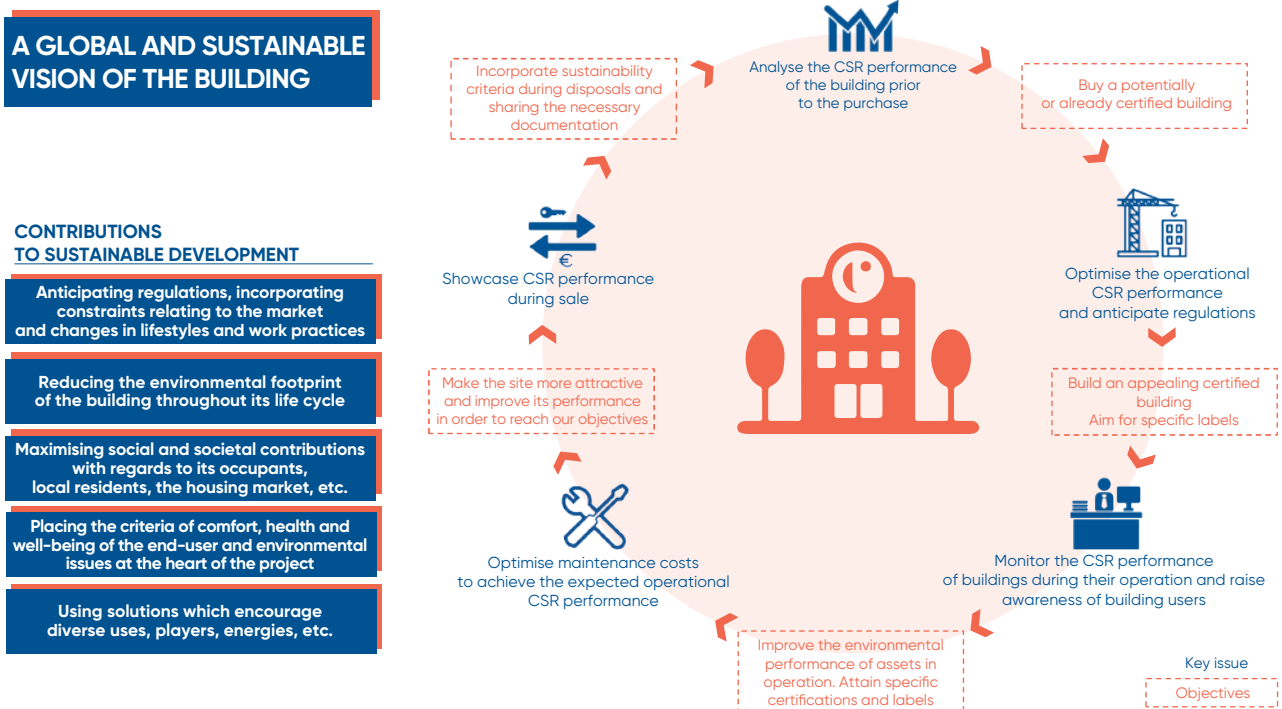 A GLOBAL AND SUSTAINABLE
VISION OF THE BUILDING
CONTRIBUTIONS
TO SUSTAINABLE DEVELOPMENT
Anticipating regulations, incorporating
constraints relating to the market
and changes in lifestyles and work practices
Reducing the environmental footprint
of the building throughout its life cycle
Maximising social and societal contributions
with regards to its occupants,
local residents, the housing market, etc.
Placing the criteria of comfort, health and
well-being of the end-user and environmental
issues at the heart of the project
Using solutions which encourage
diverse uses, players, energies, etc.
Analyse the CSR performance
of the building prior
to the purchase
Buy a potentially
or already certified building
Optimise the operational
CSR performance
and anticipate regulations
Build an appealing certified
building
Aim for specific labels
Monitor the CSR performance
of buildings during their operation and raise
awareness of building users
Improve the environmental
performance of assets in
operation. Attain specific
certifications and labels
Optimise maintenance costs
to achieve the expected operational
CSR performance
Make the site more attractive
and improve its performance
in order to reach our objectives
€
Showcase CSR performance
during sale
Incorporate sustainability
criteria during disposals and
sharing the necessary
documentation
Key issue
Objectives